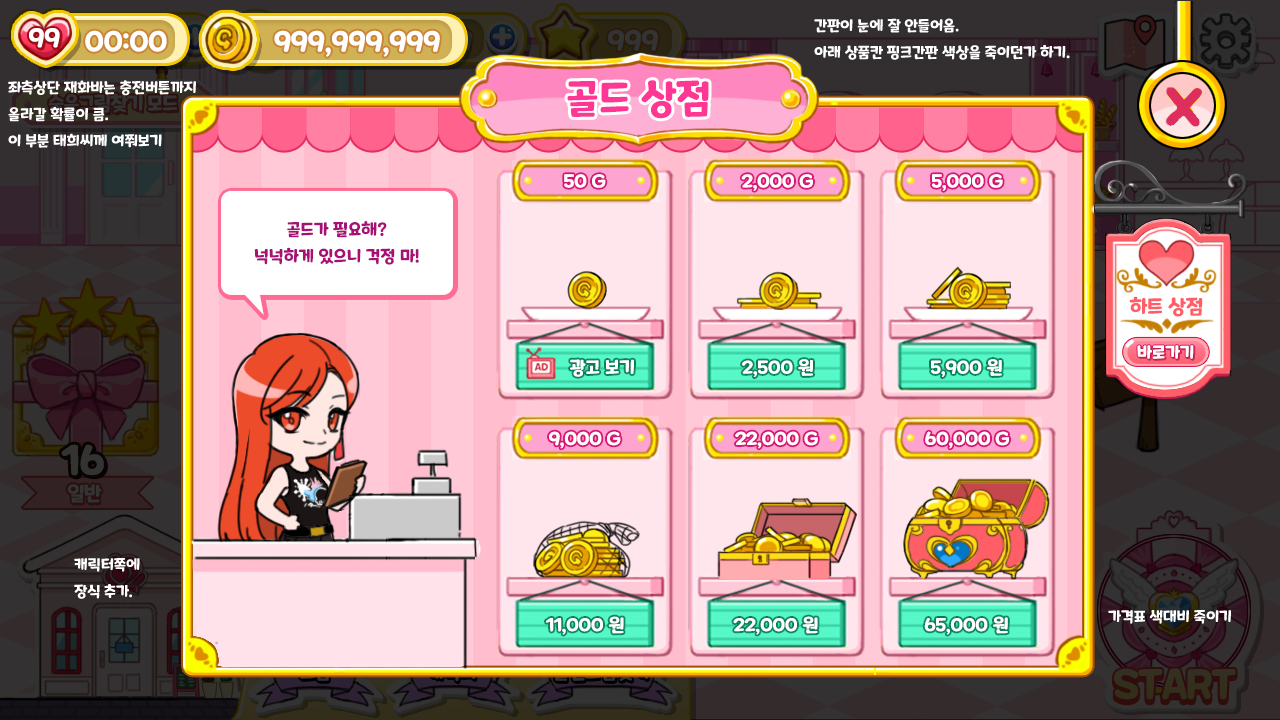 99
00:00
999,999,999
999
간판이 눈에 잘 안들어옴.
아래 상품칸 핑크간판 색상을 죽이던가 하기.
좌측상단 재화바는 충전버튼까지
올라갈 확률이 큼.
이 부분 태희씨께 여쭤보기
골드 상점
골드가 필요해?
넉넉하게 있으니 걱정 마!
50 G
2,000 G
5,000 G
AD 광고 보기
2,500 원
5,900 원
9,000 G
22,000 G
60,000 G
11,000 원
22,000 원
65,000 원
하트 상점
바로가기
16
일반
캐릭터쪽에
장식 추가.
가격표 색대비 죽이기
START